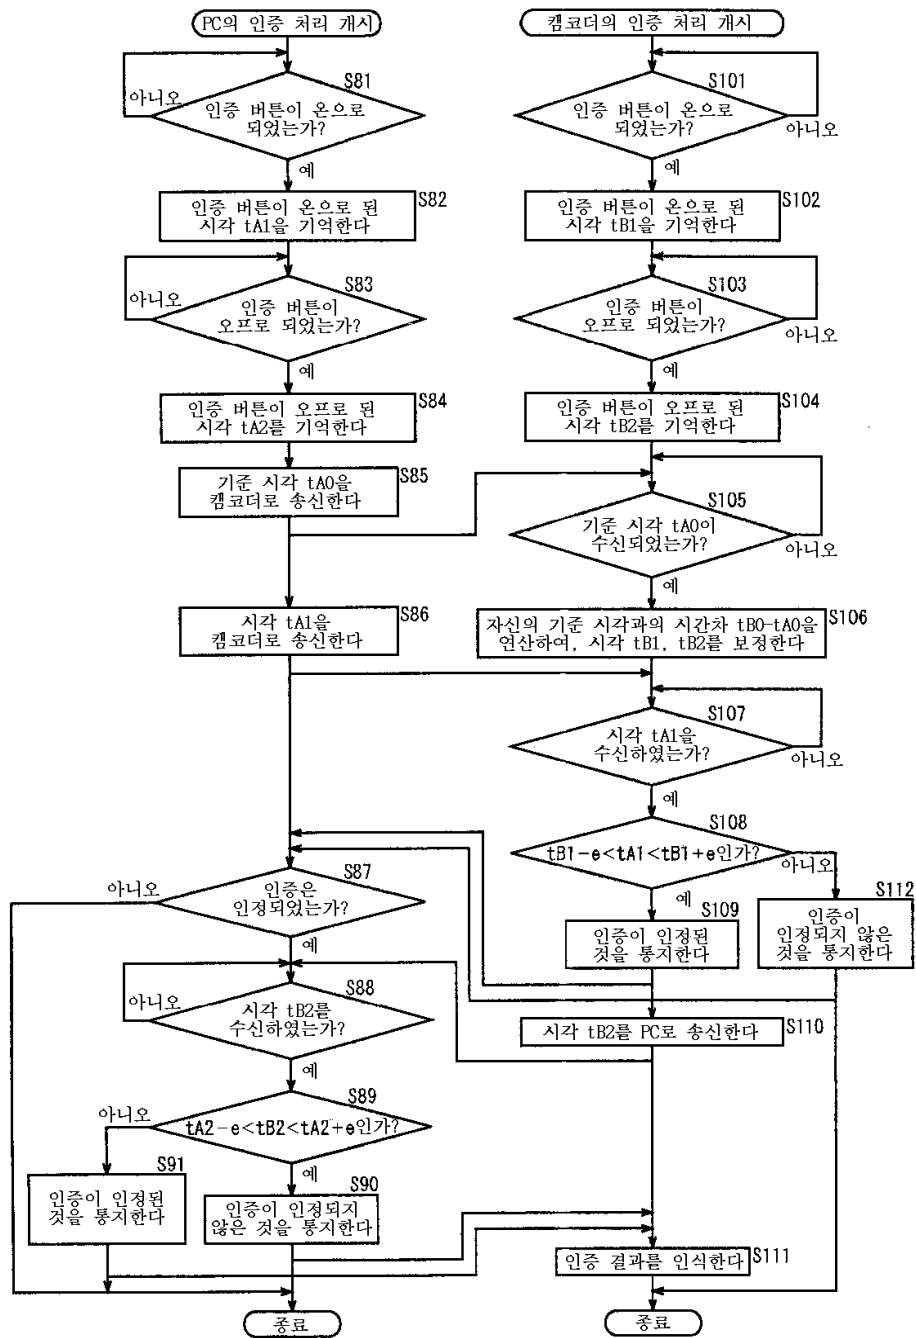 PC의 인증 처리 개시
S81
아니오
인증 버튼이 온으로
되었는가?
예
S82
인증 버튼이 온으로 된
시각 tA1을 기억한다
S83
아니오
인증 버튼이
오프로 되었는가?
예
S84
인증 버튼이 오프로 된
시각 tA2를 기억한다
S85
기준 시각 tA0을
캠코더로 송신한다
S86
시각 tA1을
캠코더로 송신한다
S87
아니오
인증은
인정되었는가?
예
S88
아니오
시각 tB2를
수신하였는가?
예
S89
아니오
tA2-e<tB2<tA2+e인가?
예
S91
인증이 인정된
것을 통지한다
S90
인증이 인정되지
않은 것을 통지한다
종료
캠코더의 인증 처리 개시
S101
인증 버튼이 온으로
되었는가?
아니오
예
S102
인증 버튼이 온으로 된
시각 tB1을 기억한다
S103
인증 버튼이
오프로 되었는가?
아니오
예
S104
인증 버튼이 오프로 된
시각 tB2를 기억한다
S105
기준 시각 tA0이
수신되었는가?
아니오
예
S106
자신의 기준 시각과의 시간차 tB0-tA0을
연산하여, 시각 tB1, tB2를 보정한다
S107
시각 tA1을
수신하였는가?
아니오
예
S108
tB1-e<tA1<tB1+e인가?
아니오
예
S109
인증이 인정된
것을 통지한다
S112
인증이
인정되지 않은
것을 통지한다
S110
시각 tB2를 PC로 송신한다
S111
인증 결과를 인식한다
종료